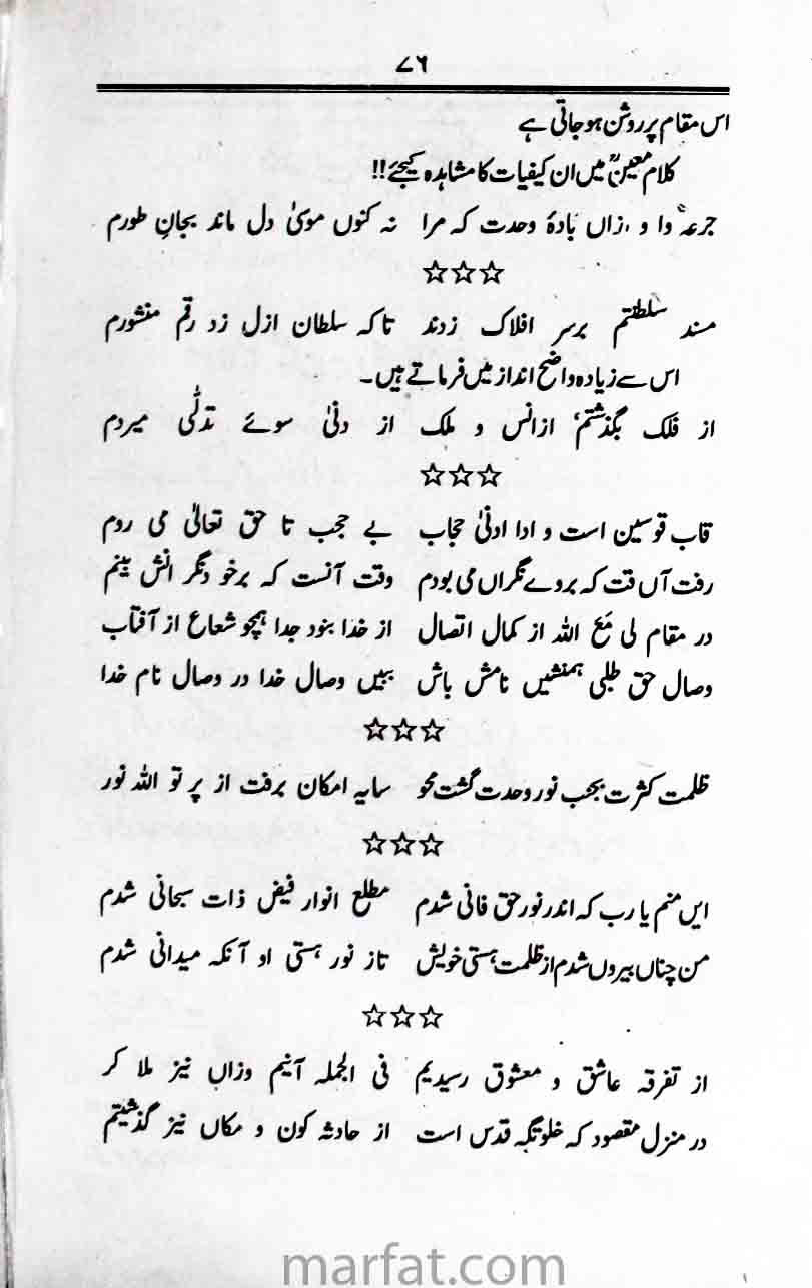 ۷۶
اس مقام پر روشن ہو جاتی ہے
کلام معینؒ میں ان کیفیات کا مشاہدہ کیجئے!!
جرعہ دا و ،زاں بادۂ وحدت کہ مرا نہ کنوں موسیٰ دل ماند بجانِ طورم
☆☆☆
مسند سلطنتم برسر افلاک زدند تا کہ سلطان ازل زد رقم منشورم
اس سے زیادہ واضح انداز میں فرماتے ہیں۔
از فلک بگذشتم، ازانس و ملک از دنیٰ سوئے تدلّٰی میردم
☆☆☆
قاب قوسین است و ادا ادنیٰ حجاب بے حجب تا حق تعالیٰ می روم
رفت آں قت کہ بروے نگراں می بودم وقت آنست کہ برخو دنگر انش بینم
در مقام لی مَعَ اللہ از کمال اتصال از خدا بنود جدا ہمچو شعاع از آفتاب
وصال حق طلبی ہمنشیں نامش باش ببیں وصال خدا در وصال نام خدا
☆☆☆
ظلمت کثرت بجب نور وحدت گشت محو سایہ امکان برفت از پر تو اللہ نور
☆☆☆
ایں منم یا رب کہ اندر نور حق فانی شدم مطلع انوار فیض ذات سبحانی شدم
من چناں بیروں شدم از ظلمت ہستی خویش تاز نور ہستی او آنکہ میدانی شدم
☆☆☆
از تفرقہ عاشق و معشوق رسیدیم فی الجملہ آنیم وزاں نیز ملا کر
در منزل مقصود کہ خلوتگہ قدس است از حادثہ کون و مکاں نیز گذشتیم
marfat.com